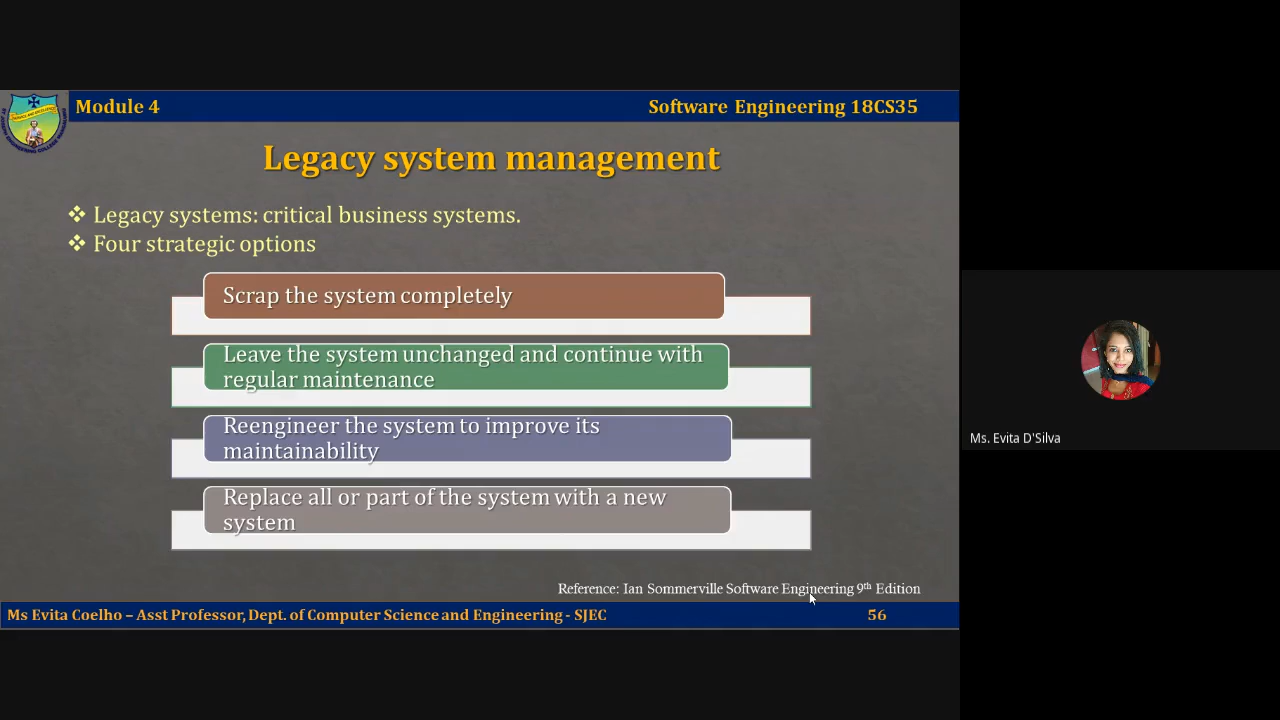 Module 4
Software Engineering 18CS35
Legacy system management
❖ Legacy systems: critical business systems.
❖ Four strategic options
Scrap the system completely
Leave the system unchanged and continue with
regular maintenance
Reengineer the system to improve its
maintainability
Replace all or part of the system with a new
system
Reference: Ian Sommerville Software Engineering 9th Edition
Ms Evita Coelho – Asst Professor, Dept. of Computer Science and Engineering - SJEC
56
Ms. Evita D'Silva